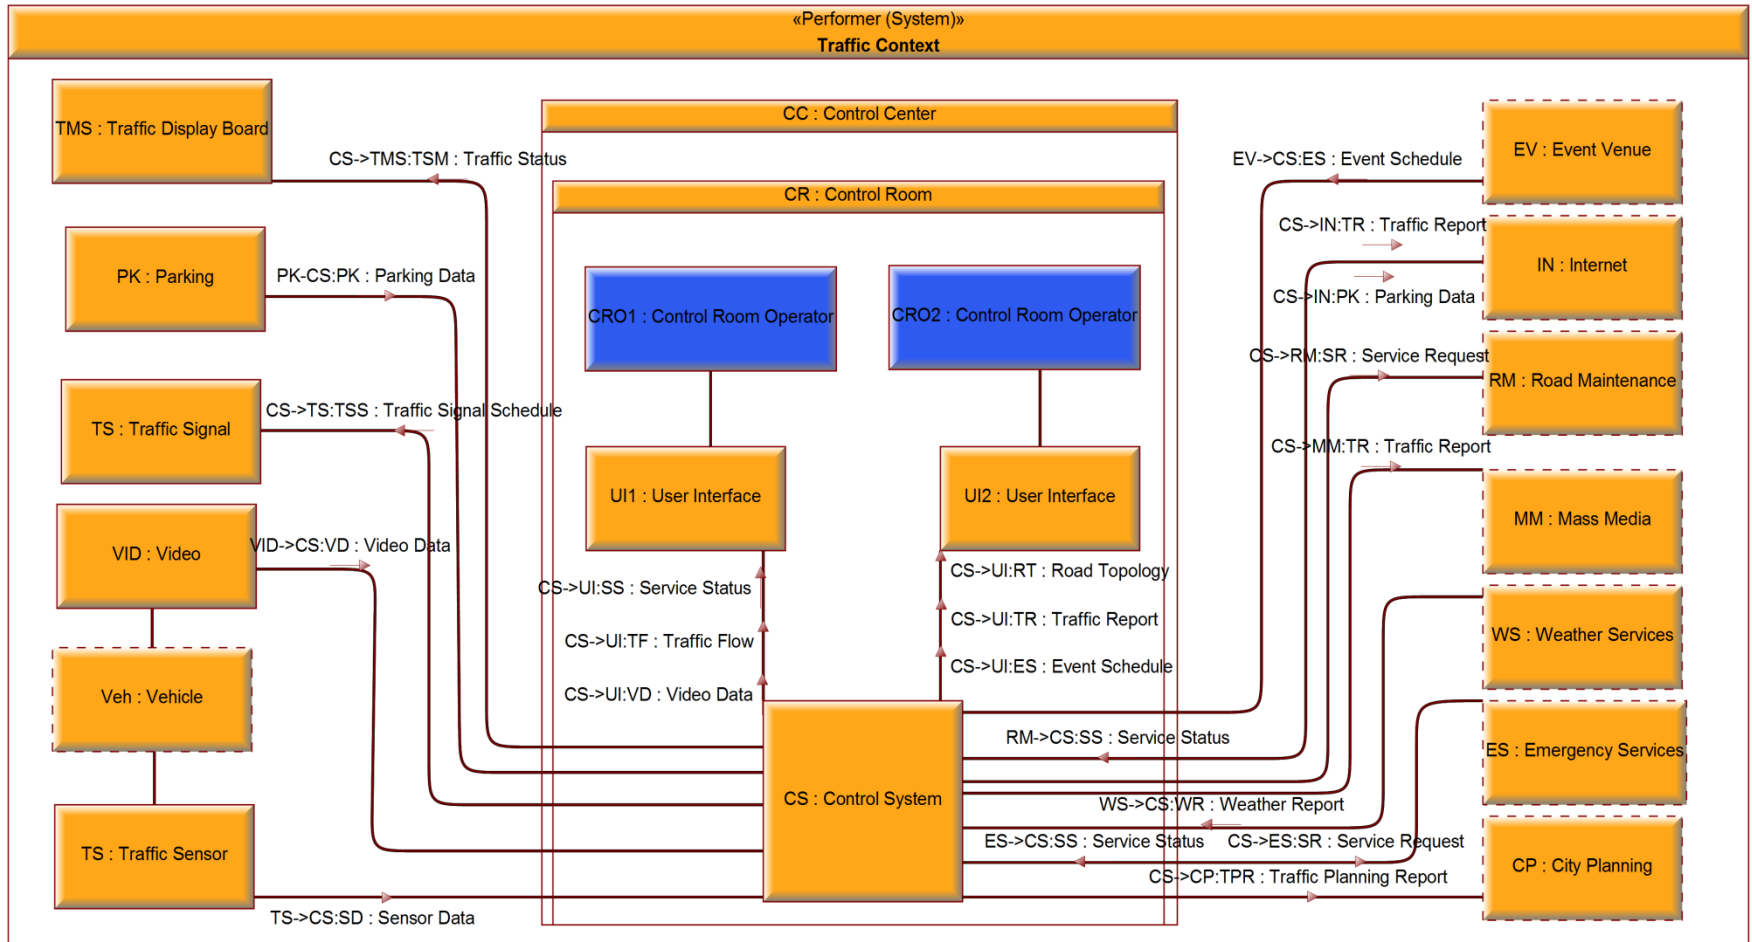 «Performer (System)»
Traffic Context
TMS : Traffic Display Board
CS->TMS:TSM : Traffic Status
PK : Parking
PK-CS:PK : Parking Data
TS : Traffic Signal
CS->TS:TSS : Traffic Signal Schedule
VID : Video
VID->CS:VD : Video Data
Veh : Vehicle
TS : Traffic Sensor
TS->CS:SD : Sensor Data
CC : Control Center
CR : Control Room
CRO1 : Control Room Operator
CRO2 : Control Room Operator
UI1 : User Interface
UI2 : User Interface
CS->UI:SS : Service Status
CS->UI:TF : Traffic Flow
CS->UI:VD : Video Data
CS->UI:RT : Road Topology
CS->UI:TR : Traffic Report
CS->UI:ES : Event Schedule
CS : Control System
EV->CS:ES : Event Schedule
EV : Event Venue
CS->IN:TR : Traffic Report
IN : Internet
CS->IN:PK : Parking Data
CS->RM:SR : Service Request
RM : Road Maintenance
CS->MM:TR : Traffic Report
MM : Mass Media
WS : Weather Services
RM->CS:SS : Service Status
ES : Emergency Services
WS->CS:WR : Weather Report
ES->CS:SS : Service Status
CS->ES:SR : Service Request
CP : City Planning
CS->CP:TPR : Traffic Planning Report